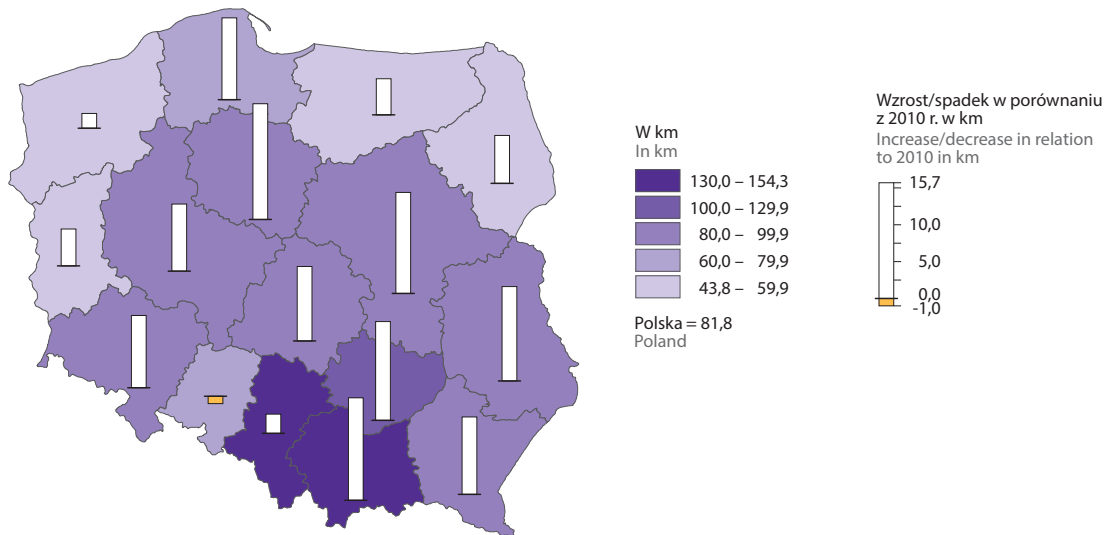 W km
In km
130,0 – 154,3
100,0 – 129,9
80,0 – 99,9
60,0 – 79,9
43,8 – 59,9
Polska = 81,8
Poland
Wzrost/spadek w porównaniu
z 2010 r. w km
Increase/decrease in relation
to 2010 in km
15,7
10,0
5,0
0,0
-1,0